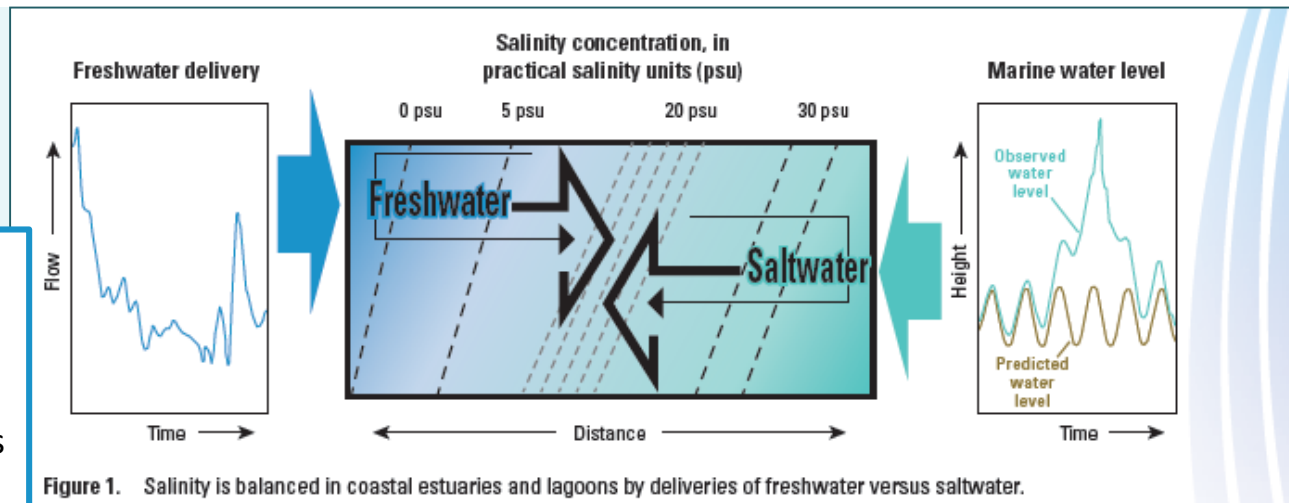 Salinity concentration, in
practical salinity units (psu)
Freshwater delivery
Marine water level
0 psu 5 psu 20 psu 30 psu
Flow
Time
Freshwater
Saltwater
Distance
Height
Observed
water
level
Predicted
water
level
Time
s
Figure 1. Salinity is balanced in coastal estuaries and lagoons by deliveries of freshwater versus saltwater.